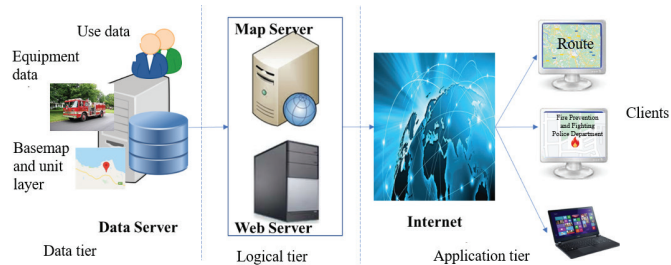 Use data
Equipment
data
Basemap
and unit
layer
Data Server
Data tier
Map Server
Web Server
Logical tier
Internet
Application tier
Route
Fire Prevention
and Fighting
Police Department
Clients